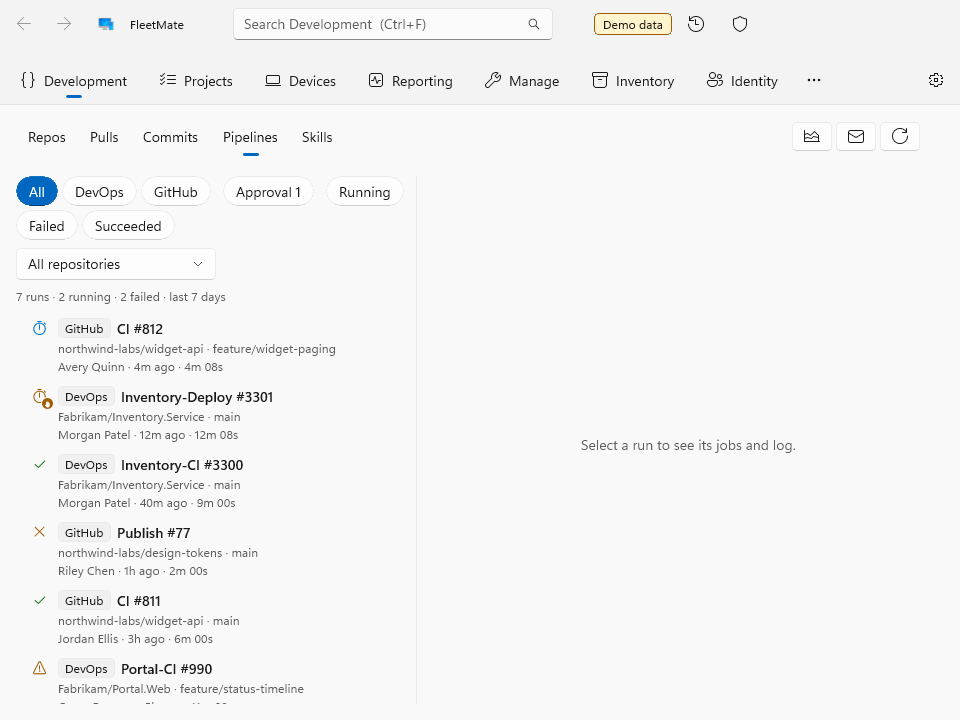 FleetMate
Search Development (Ctrl+F)
Demo data
Development
Projects
Devices
Reporting
Manage
Inventory
Identity
Repos
Pulls
Commits
Pipelines
Skills
All
DevOps
GitHub
Approval 1
Running
Failed
Succeeded
All repositories
7 runs · 2 running · 2 failed · last 7 days
GitHub CI #812
northwind-labs/widget-api · feature/widget-paging
Avery Quinn · 4m ago · 4m 08s
DevOps Inventory-Deploy #3301
Fabrikam/Inventory.Service · main
Morgan Patel · 12m ago · 12m 08s
DevOps Inventory-CI #3300
Fabrikam/Inventory.Service · main
Morgan Patel · 40m ago · 9m 00s
GitHub Publish #77
northwind-labs/design-tokens · main
Riley Chen · 1h ago · 2m 00s
GitHub CI #811
northwind-labs/widget-api · main
Jordan Ellis · 3h ago · 6m 00s
DevOps Portal-CI #990
Fabrikam/Portal.Web · feature/status-timeline
Select a run to see its jobs and log.